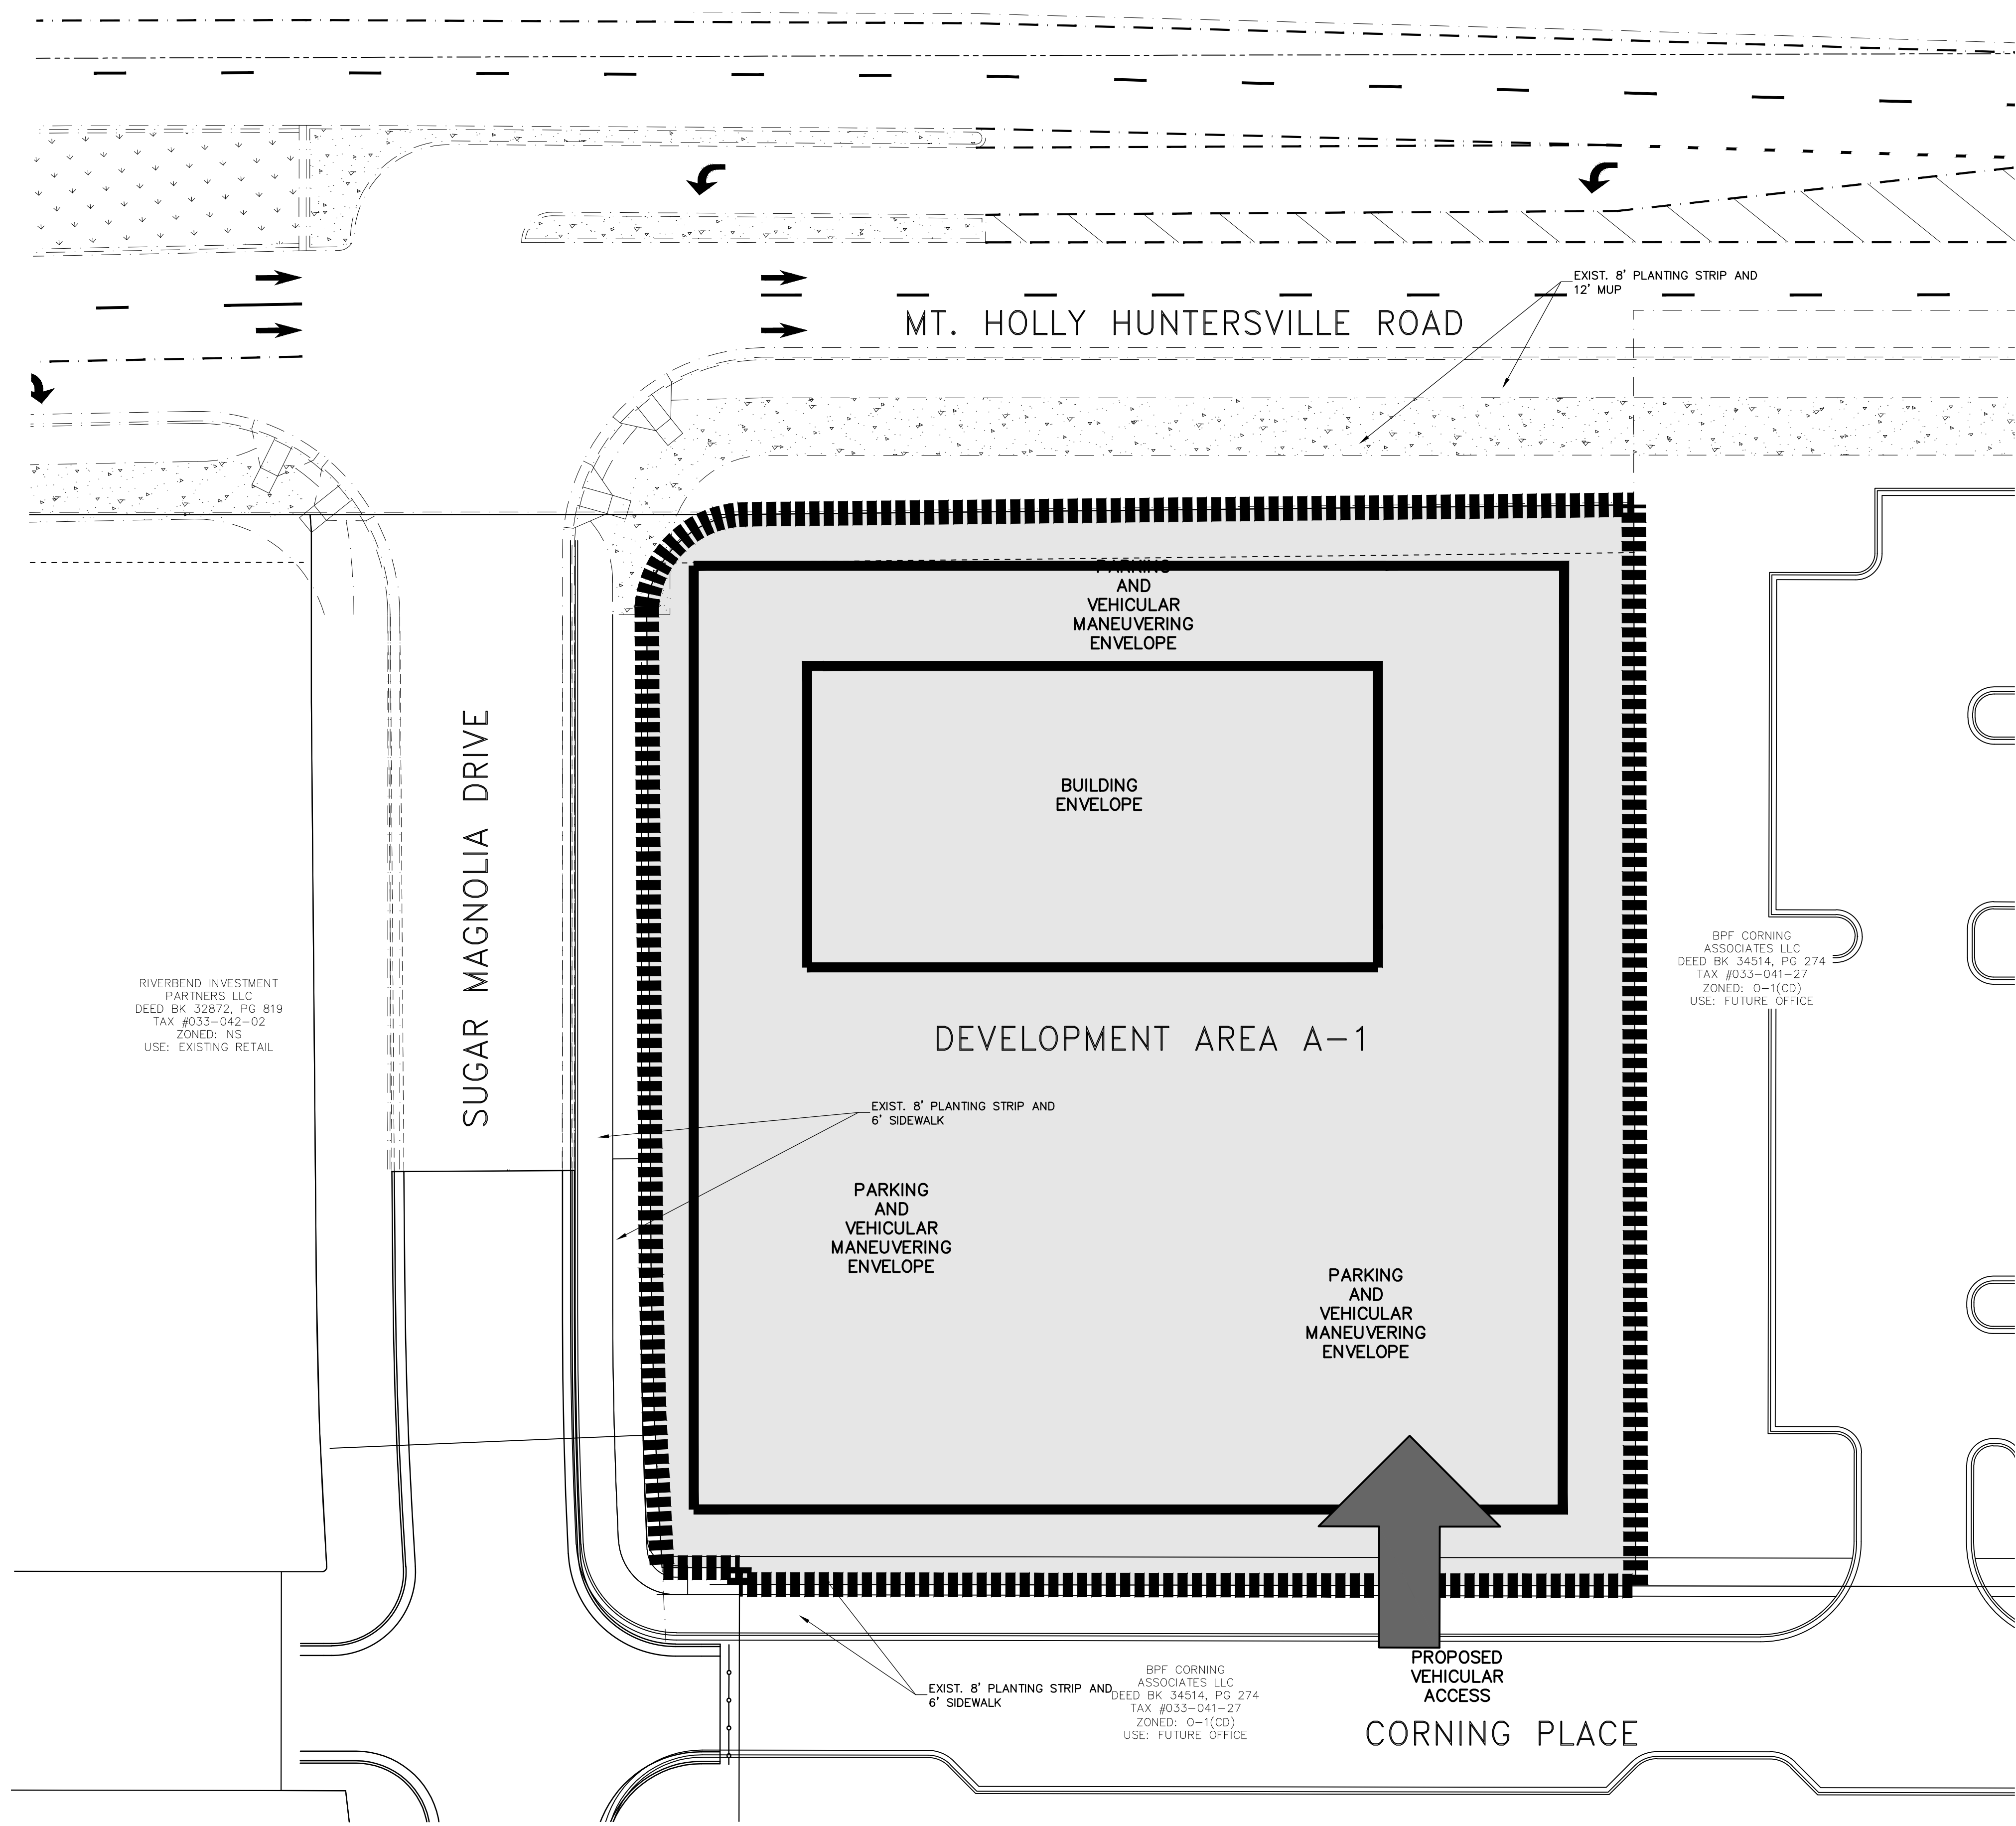 EXIST. 8' PLANTING STRIP AND
12' MUP
MT. HOLLY HUNTERSVILLE ROAD
PARKING
AND
VEHICULAR
MANEUVERING
ENVELOPE
BUILDING
ENVELOPE
SUGAR MAGNOLIA DRIVE
BPF CORNING
ASSOCIATES LLC
DEED BK 34514, PG 274
TAX #033-041-27
ZONED: O-1(CD)
USE: FUTURE OFFICE
RIVERBEND INVESTMENT
PARTNERS LLC
DEED BK 32872, PG 819
TAX #033-042-02
ZONED: NS
USE: EXISTING RETAIL
DEVELOPMENT AREA A-1
EXIST. 8' PLANTING STRIP AND
6' SIDEWALK
PARKING
AND
VEHICULAR
MANEUVERING
ENVELOPE
PARKING
AND
VEHICULAR
MANEUVERING
ENVELOPE
EXIST. 8' PLANTING STRIP AND
6' SIDEWALK
BPF CORNING
ASSOCIATES LLC
DEED BK 34514, PG 274
TAX #033-041-27
ZONED: O-1(CD)
USE: FUTURE OFFICE
PROPOSED
VEHICULAR
ACCESS
CORNING PLACE